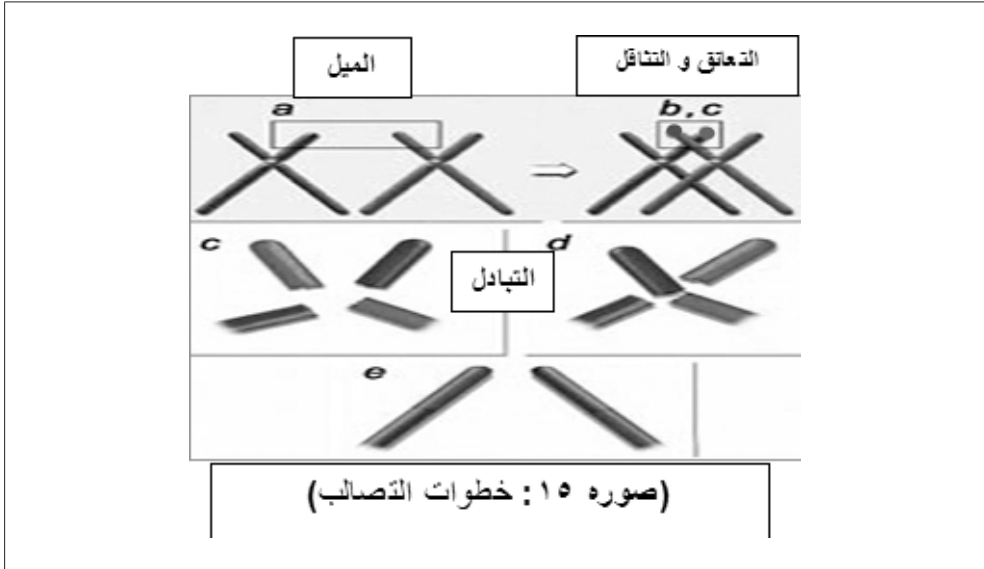 الميل
التعانق و التثاقل
a
b, c
c
d
التبادل
e
(صوره ١٥ : خطوات التصالب)